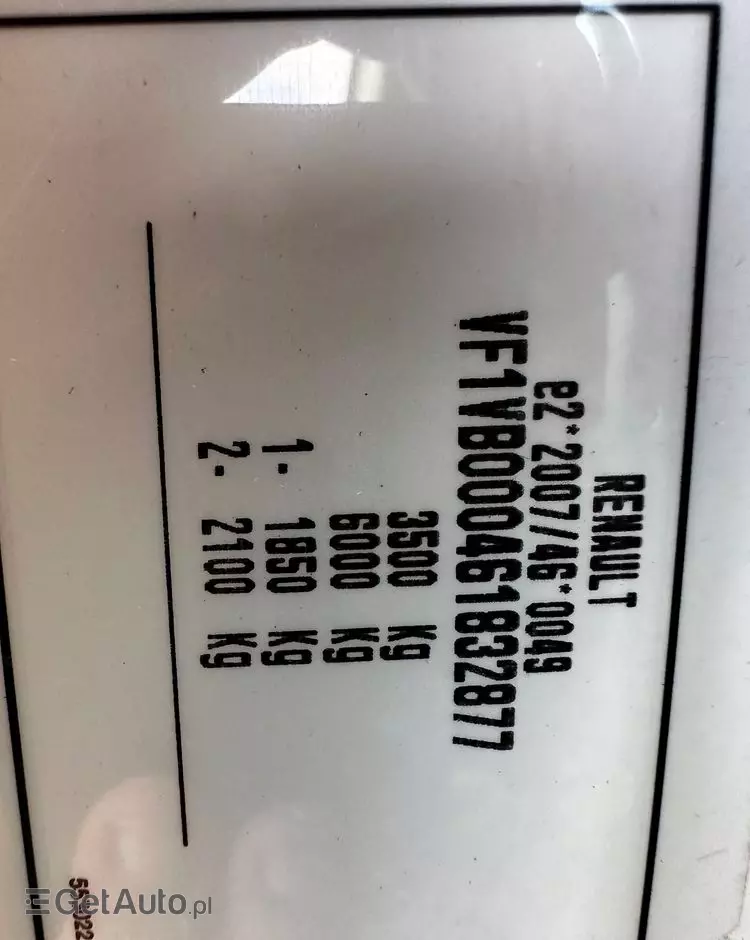 RENAULT
e2*2007/46*0049
VF1VB000461832877
3500 Kg
6000 Kg
1- 1850 Kg
2- 2100 Kg
GetAuto.pl